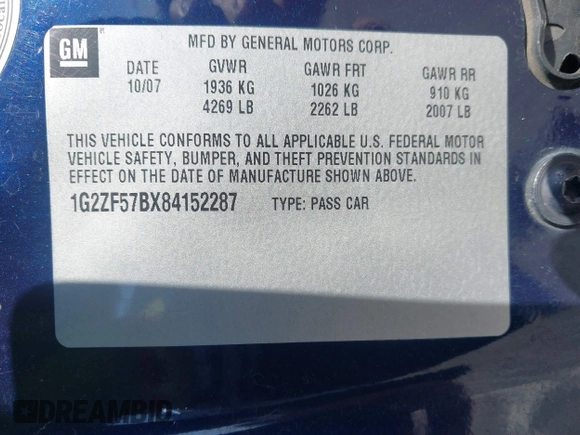 GM
MFD BY GENERAL MOTORS CORP.
DATE GVWR GAWR FRT GAWR RR
10/07 1936 KG 1026 KG 910 KG
4269 LB 2262 LB 2007 LB
THIS VEHICLE CONFORMS TO ALL APPLICABLE U.S. FEDERAL MOTOR
VEHICLE SAFETY, BUMPER, AND THEFT PREVENTION STANDARDS IN
EFFECT ON THE DATE OF MANUFACTURE SHOWN ABOVE.
1G2ZF57BX84152287 TYPE: PASS CAR
DREAMBID